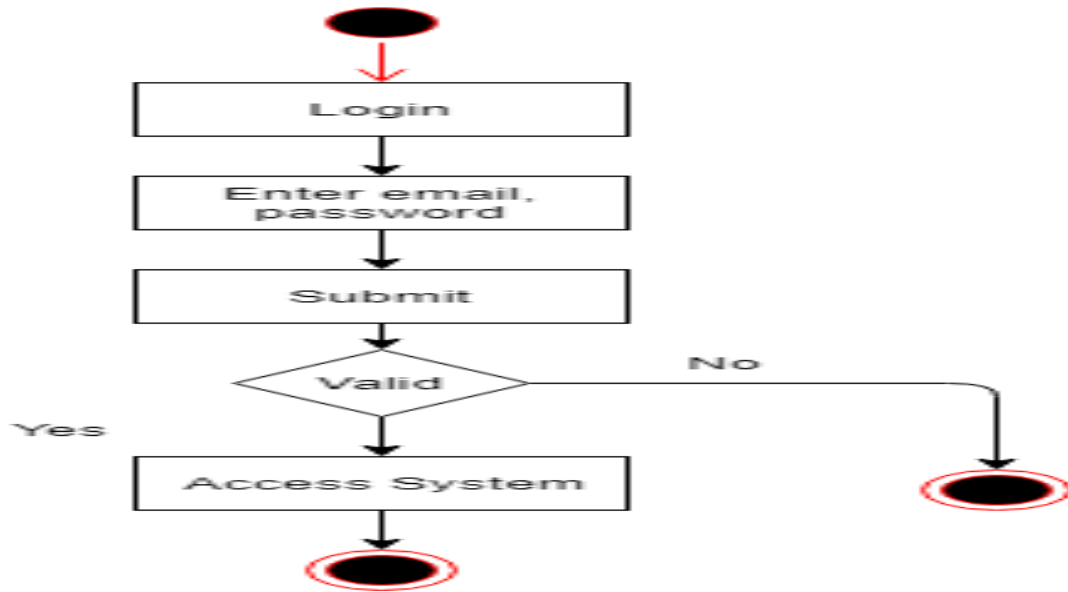 Login
Enter email,
password
Submit
Valid
No
Yes
Access System